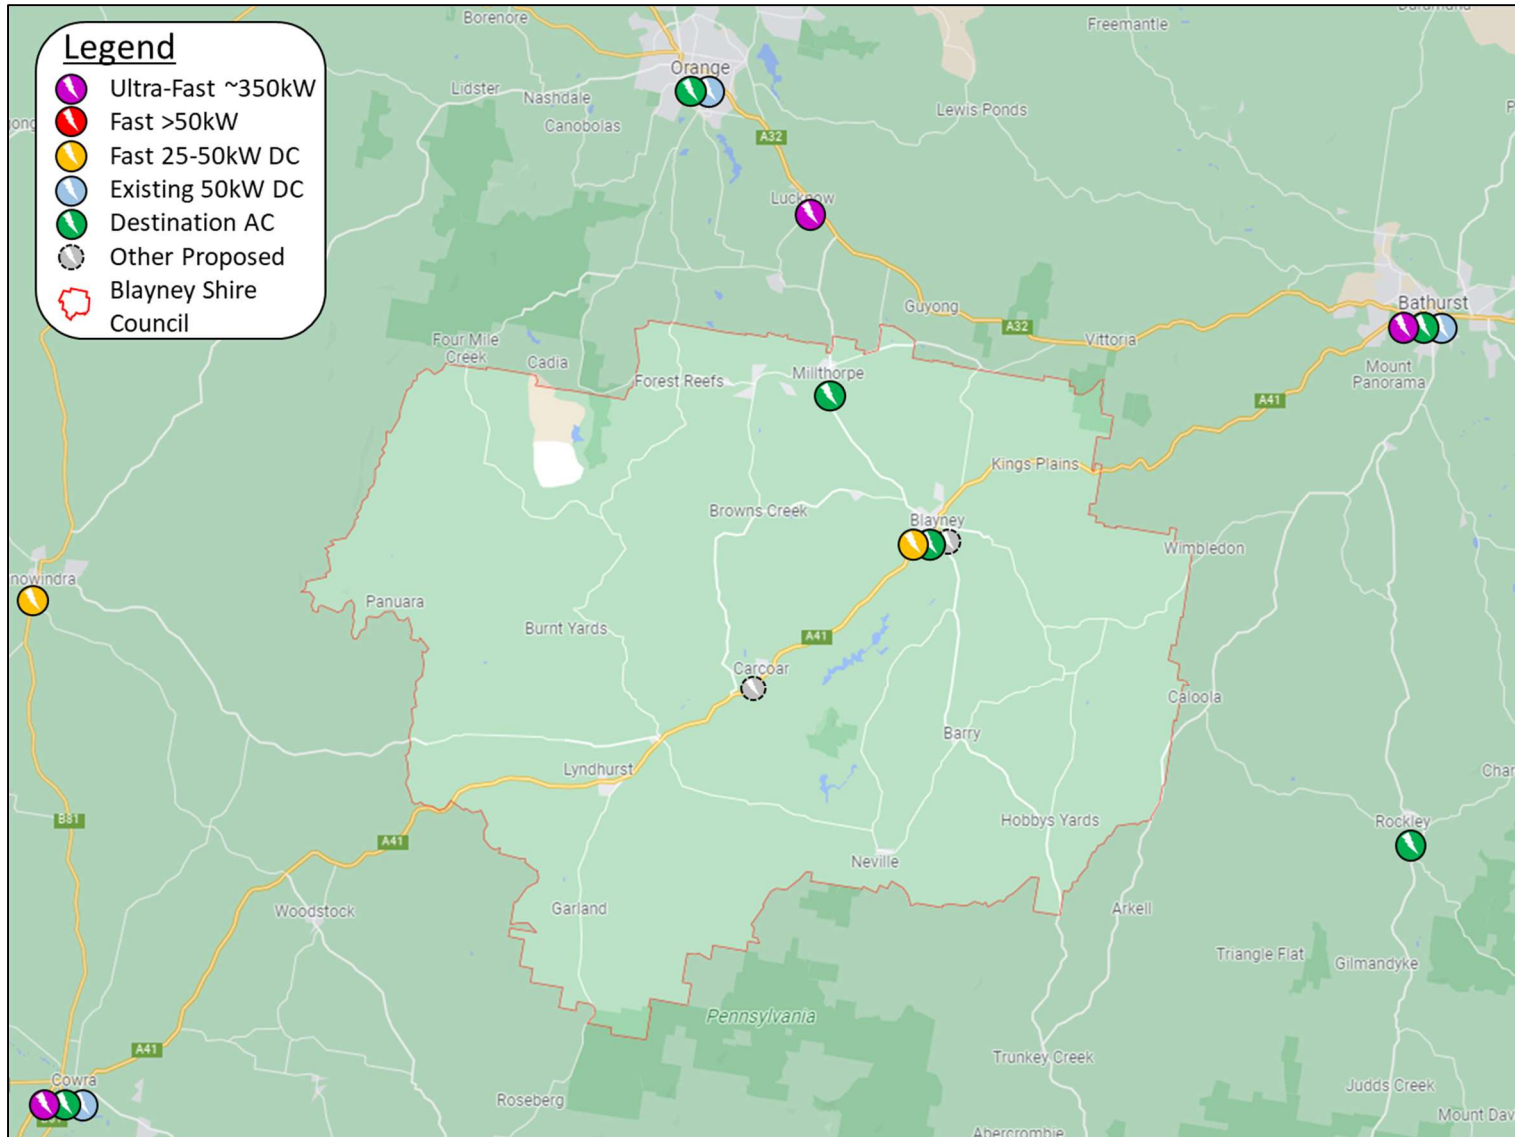 Legend
Ultra-Fast ~350kW
Fast >50kW
Fast 25-50kW DC
Existing 50kW DC
Destination AC
Other Proposed
Blayney Shire
Council
Borenore
Freemantle
Orange
Lidster
Nashdale
Canobolas
Lewis Ponds
A32
Lucknow
Guyong
A32
Vittoria
Bathurst
Four Mile
Creek
Cadia
Forest Reefs
Millthorpe
Mount
Panorama
A41
Kings Plains
Browns Creek
Blayney
Wimbledon
nowindra
Panuara
Burnt Yards
A41
Carcoar
Caloola
Barry
Lyndhurst
Char
B81
A41
Hobbys Yards
Rockley
Neville
Woodstock
Garland
Arkell
Triangle Flat
Gilmandyke
Pennsylvania
A41
Trunkey Creek
Cowra
Roseberg
Judds Creek
Mount Dav
Abercrombie